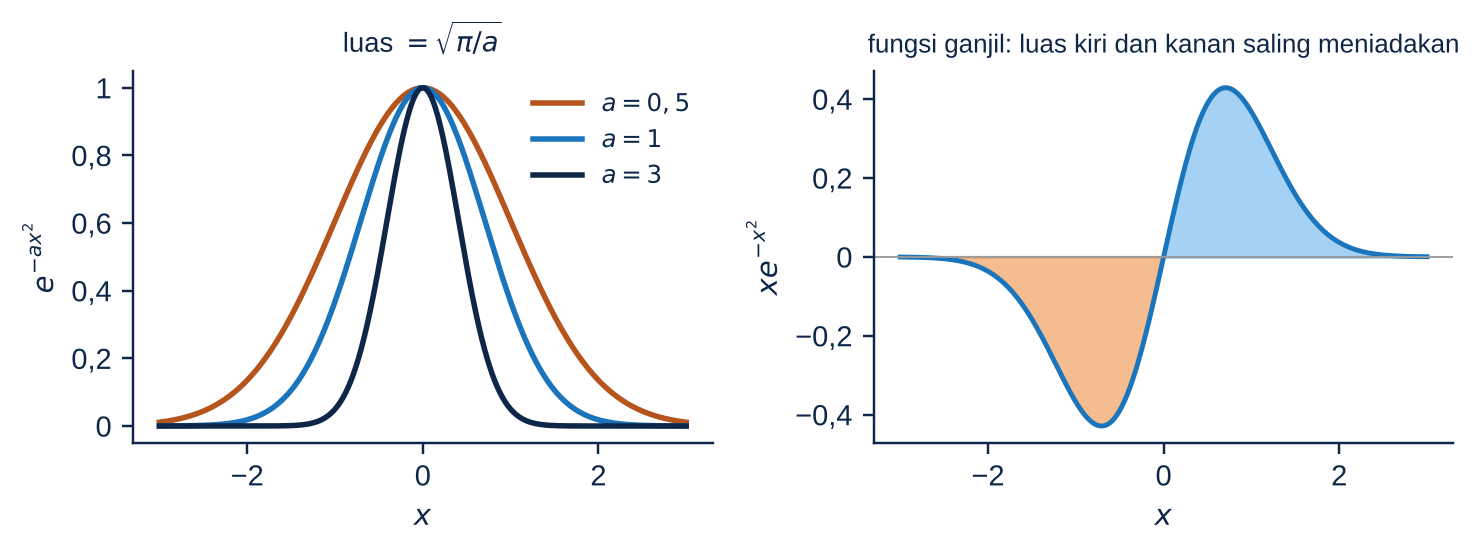 luas = √π/a
1
0,8
0,6
0,4
0,2
0
−2
0
2
x
e^{−ax²}
a = 0, 5
a = 1
a = 3
fungsi ganjil: luas kiri dan kanan saling meniadakan
0,4
0,2
0
−0,2
−0,4
−2
0
2
x
xe^{−x²}